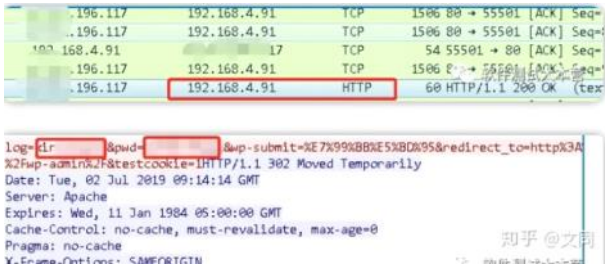 .196.117 192.168.4.91 TCP 1506 80 → 55501 [ACK] Seq=
.196.117 192.168.4.91 TCP 1506 80 → 55501 [ACK] Seq=
192.168.4.91 17 TCP 54 55501 → 80 [ACK] Seq=
.196.117 192.168.4.91 TCP 1506 [ACK] Seq=
.196.117 192.168.4.91 HTTP 60 HTTP/1.1 200 OK (tex
log= &pwd= &wp-submit=%E7%99%BB%E5%BD%95&redirect_to=http%3A
%2Fwp-admin%2F&testcookie=1HTTP/1.1 302 Moved Temporarily
Date: Tue, 02 Jul 2019 09:14:14 GMT
Server: Apache
Expires: Wed, 11 Jan 1984 05:00:00 GMT
Cache-Control: no-cache, must-revalidate, max-age=0
Pragma: no-cache
知乎 @文司
X-Frame-Options: SAMEORIGIN